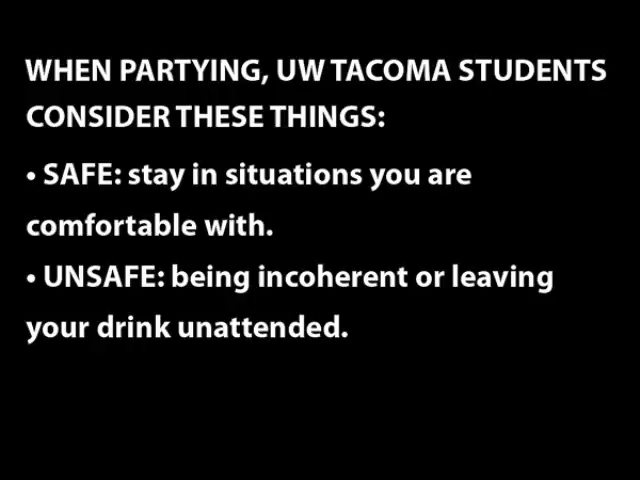 WHEN PARTYING, UW TACOMA STUDENTS
CONSIDER THESE THINGS:
• SAFE: stay in situations you are
comfortable with.
• UNSAFE: being incoherent or leaving
your drink unattended.